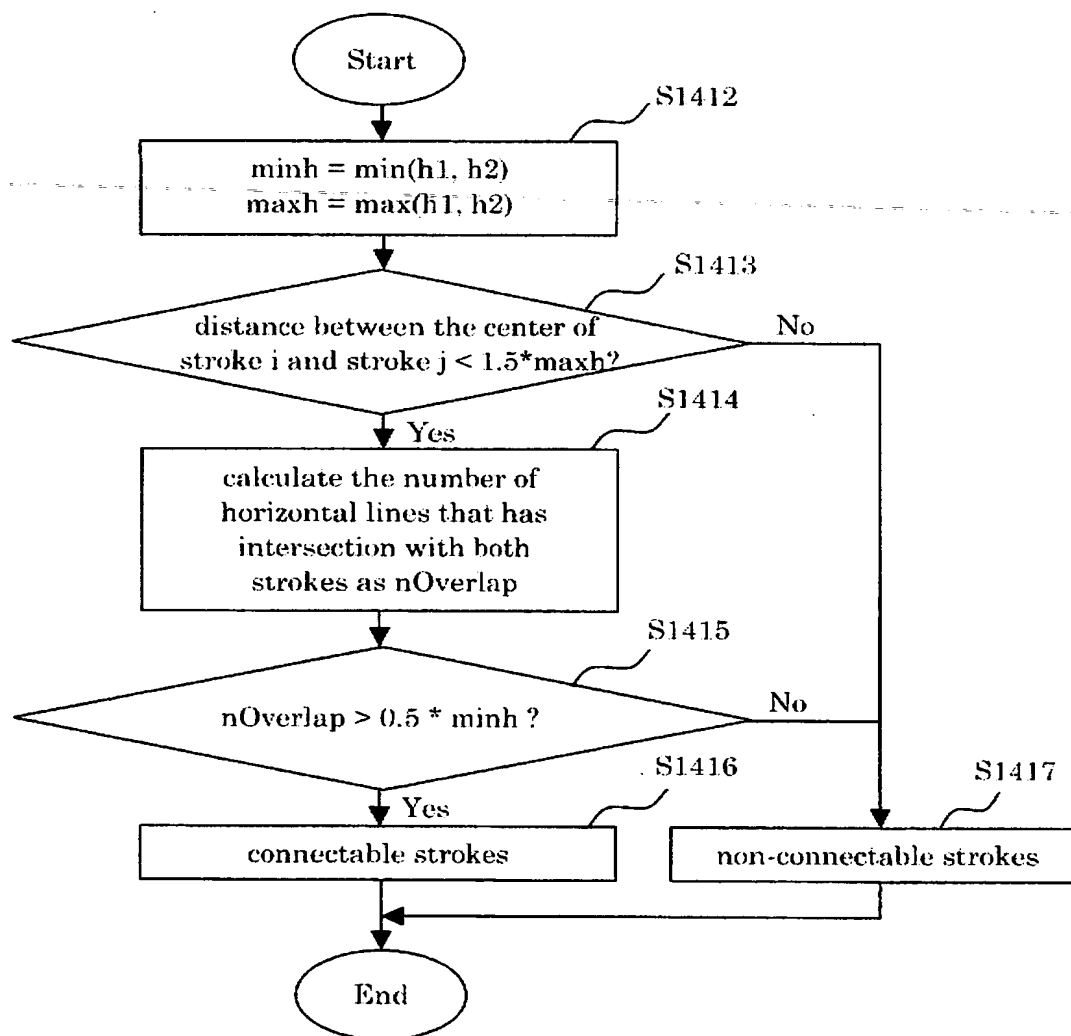 Start
S1412
minh = min(h1, h2)
maxh = max(h1, h2)
S1413
distance between the center of
stroke i and stroke j < 1.5*maxh?
No
S1414
Yes
calculate the number of
horizontal lines that has
intersection with both
strokes as nOverlap
S1415
nOverlap > 0.5 * minh ?
No
S1416
S1417
Yes
connectable strokes
non-connectable strokes
End